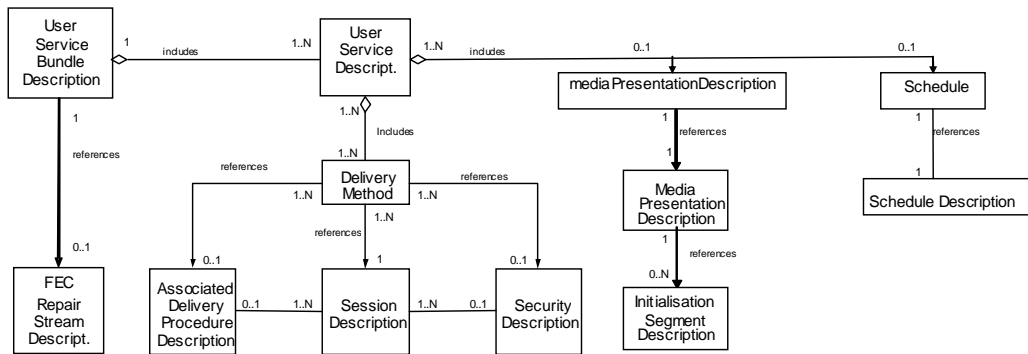 User
Service
Bundle
Description
1
includes
1..N
User
Service
Descript.
1..N
includes
0..1
0..1
mediaPresentationDescription
Schedule
1
references
1..N
Includes
1..N
1
references
1
1
references
1
references
Delivery
Method
references
1..N
1..N
1..N
references
Media
Presentation
Description
Schedule Description
1
references
0..1
0..1
1
0..1
0..N
FEC
Repair
Stream
Descript.
Associated
Delivery
Procedure
Description
0..1
1..N
Session
Description
1..N
0..1
Security
Description
Initialisation
Segment
Description